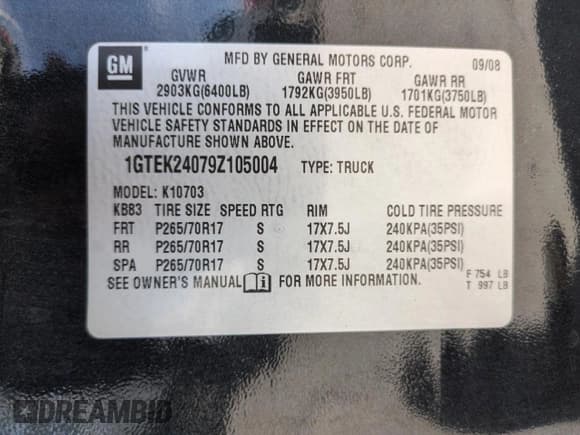 GM
MFD BY GENERAL MOTORS CORP. 09/08
GVWR GAWR FRT GAWR RR
2903KG(6400LB) 1792KG(3950LB) 1701KG(3750LB)
THIS VEHICLE CONFORMS TO ALL APPLICABLE U.S. FEDERAL MOTOR
VEHICLE SAFETY STANDARDS IN EFFECT ON THE DATE OF
MANUFACTURE SHOWN ABOVE.
1GTEK24079Z105004 TYPE: TRUCK
MODEL: K10703
KBB3 TIRE SIZE SPEED RTG RIM COLD TIRE PRESSURE
FRT P265/70R17 S 17X7.5J 240KPA(35PSI)
RR P265/70R17 S 17X7.5J 240KPA(35PSI)
SPA P265/70R17 S 17X7.5J 240KPA(35PSI)
SEE OWNER'S MANUAL FOR MORE INFORMATION.
F 754 LB
T 997 LB
DREAMBID